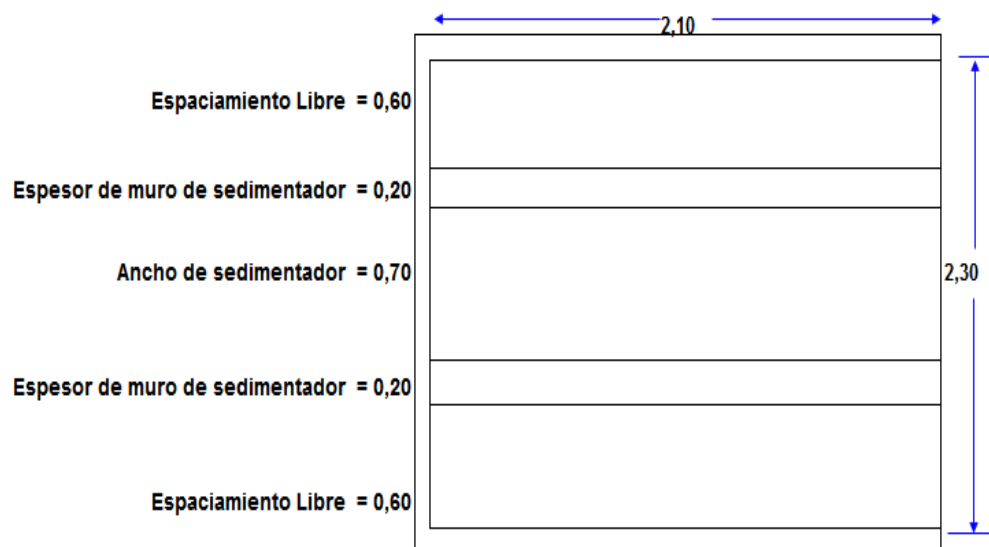 2,10
Espaciamiento Libre = 0,60
Espesor de muro de sedimentador = 0,20
Ancho de sedimentador = 0,70
2,30
Espesor de muro de sedimentador = 0,20
Espaciamiento Libre = 0,60